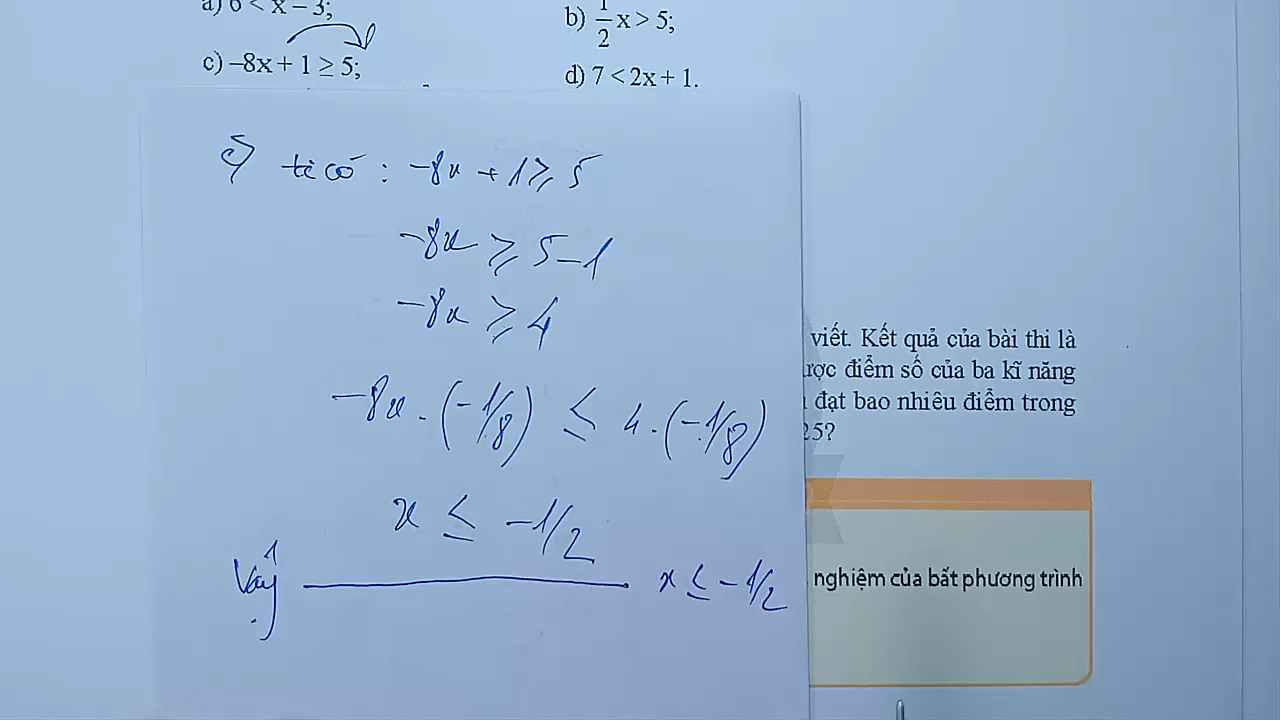 a) 6 < x – 3;
b) 1/2 x > 5;
c) –8x + 1 ≥ 5;
d) 7 < 2x + 1.
c) ta có : -8x + 1 ≥ 5
-8x ≥ 5 - 1
-8x ≥ 4
-8x . (-1/8) ≤ 4 . (-1/8)
x ≤ -1/2
Vậy x ≤ -1/2
viết. Kết quả của bài thi là
điểm số của ba kĩ năng
đạt bao nhiêu điểm trong
25?
nghiệm của bất phương trình